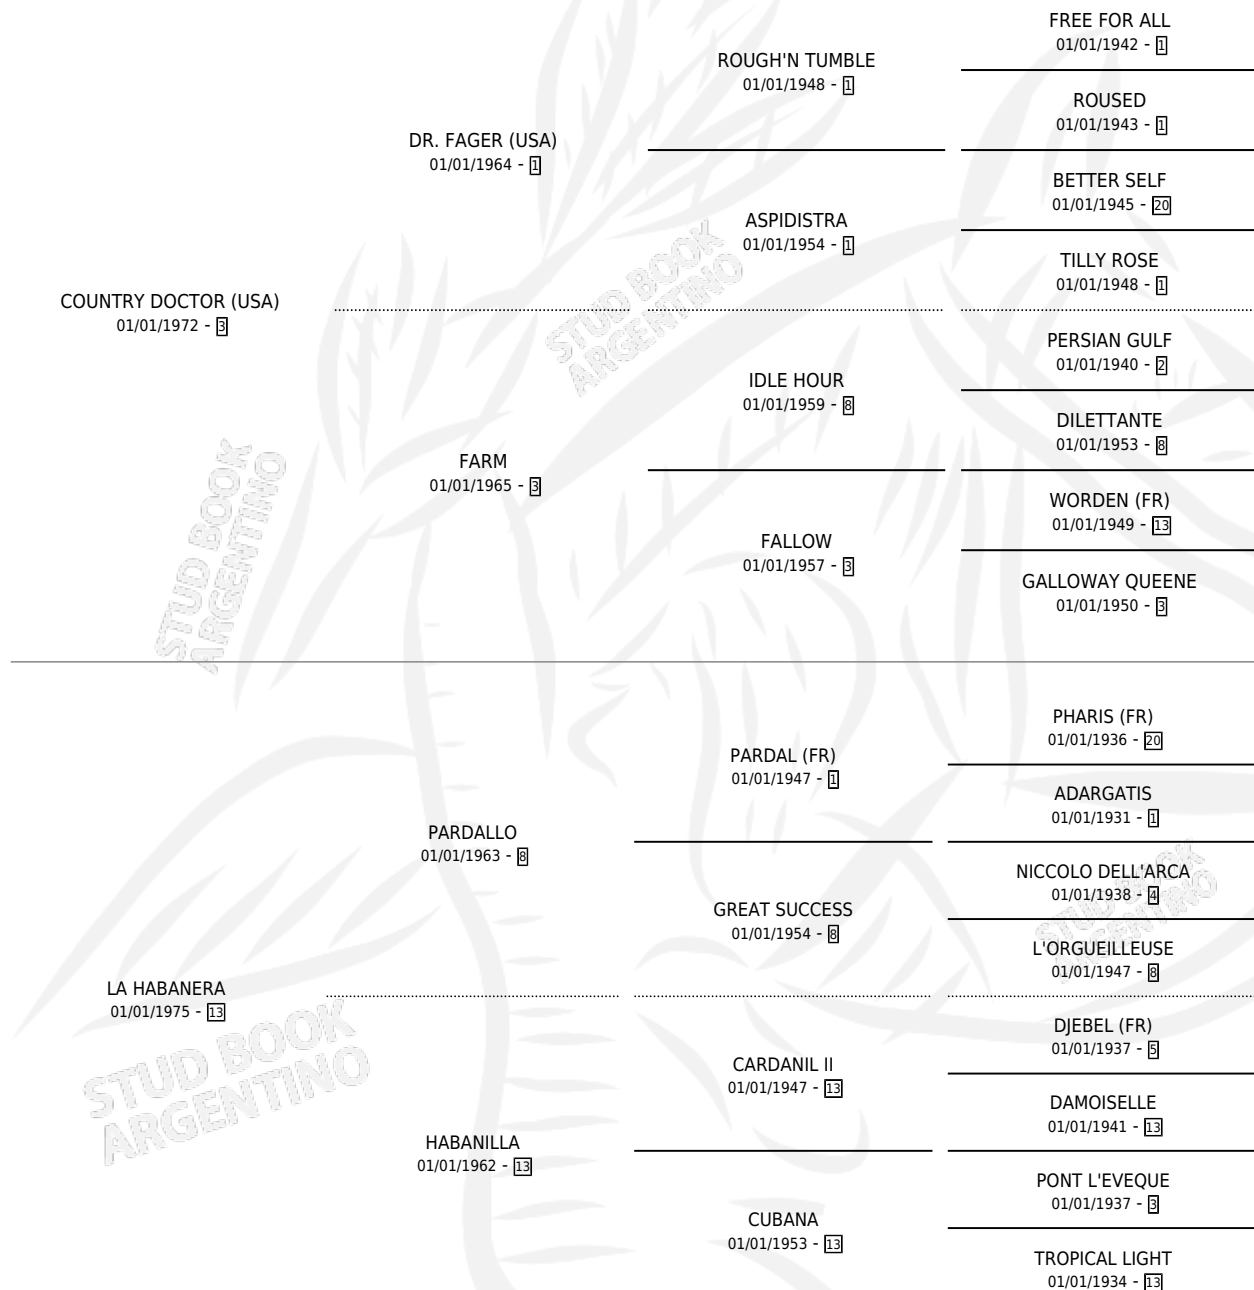 COUNTRY DOCTOR (USA)
01/01/1972 - 3
DR. FAGER (USA)
01/01/1964 - 1
ROUGH'N TUMBLE
01/01/1948 - 1
FREE FOR ALL
01/01/1942 - 1
ROUSED
01/01/1943 - 1
ASPIDISTRA
01/01/1954 - 1
BETTER SELF
01/01/1945 - 20
TILLY ROSE
01/01/1948 - 1
FARM
01/01/1965 - 3
IDLE HOUR
01/01/1959 - 8
PERSIAN GULF
01/01/1940 - 2
DILETTANTE
01/01/1953 - 8
FALLOW
01/01/1957 - 3
WORDEN (FR)
01/01/1949 - 13
GALLOWAY QUEENE
01/01/1950 - 3
LA HABANERA
01/01/1975 - 13
PARDALLO
01/01/1963 - 8
PARDAL (FR)
01/01/1947 - 1
PHARIS (FR)
01/01/1936 - 20
ADARGATIS
01/01/1931 - 1
GREAT SUCCESS
01/01/1954 - 8
NICCOLO DELL'ARCA
01/01/1938 - 4
L'ORGUEILLEUSE
01/01/1947 - 8
HABANILLA
01/01/1962 - 13
CARDANIL II
01/01/1947 - 13
DJEBEL (FR)
01/01/1937 - 5
DAMOISELLE
01/01/1941 - 13
CUBANA
01/01/1953 - 13
PONT L'EVEQUE
01/01/1937 - 3
TROPICAL LIGHT
01/01/1934 - 13
STUD BOOK
ARGENTINO
STUD BOOK
ARGENTINO
STUD BOOK
ARGENTINO
STUD BOOK
ARGENTINO